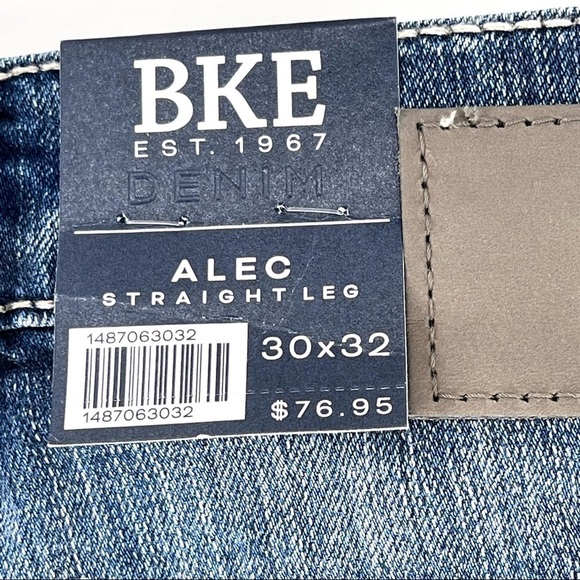 BKE
EST. 1967
DENIM
ALEC
STRAIGHT LEG
1487063032
30x32
1487063032
$76.95